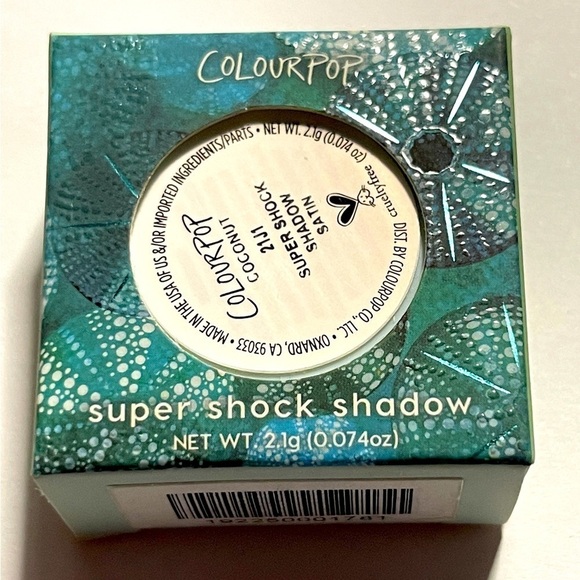 COLOURPOP
MADE IN THE USA OF US &/OR IMPORTED INGREDIENTS/PARTS • NET WT. 2.1g (0.074 oz)
COLOURPOP
COCONUT
21J1
SUPER SHOCK
SHADOW
SATIN
crueltyfree
DIST. BY COLOURPOP CO., LLC • OXNARD, CA 93033 •
super shock shadow
NET WT. 2.1g (0.074oz)